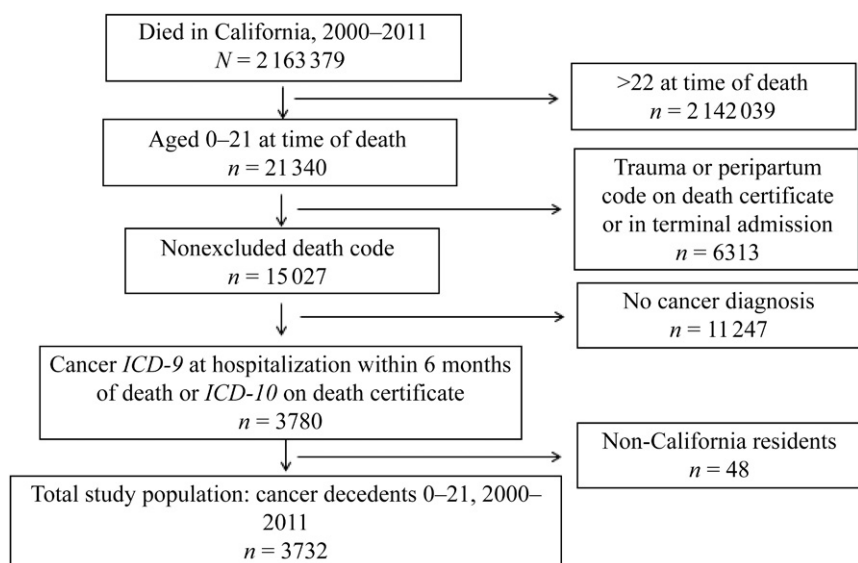 Died in California, 2000–2011
N = 2 163 379
>22 at time of death
n = 2 142 039
Aged 0–21 at time of death
n = 21 340
Trauma or peripartum
code on death certificate
or in terminal admission
n = 6313
Nonexcluded death code
n = 15 027
No cancer diagnosis
n = 11 247
Cancer ICD-9 at hospitalization within 6 months
of death or ICD-10 on death certificate
n = 3780
Non-California residents
n = 48
Total study population: cancer decedents 0–21, 2000–
2011
n = 3732